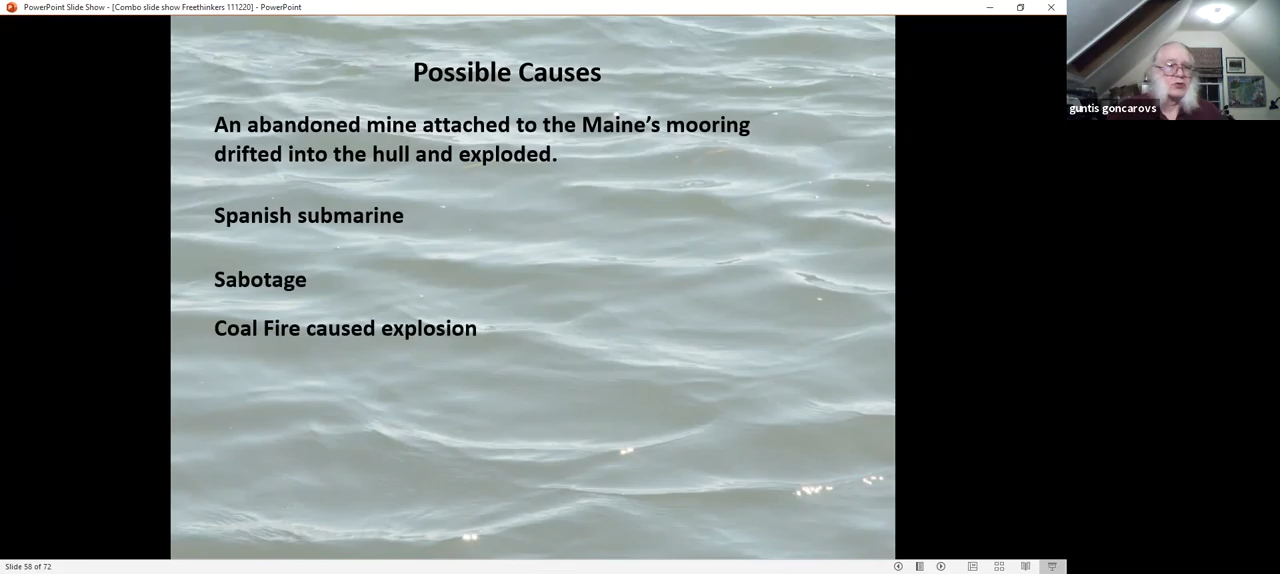 PowerPoint Slide Show - [Combo slide show Freethinkers 111220] - PowerPoint
guntis goncarovs
Possible Causes
An abandoned mine attached to the Maine's mooring
drifted into the hull and exploded.
Spanish submarine
Sabotage
Coal Fire caused explosion
Slide 58 of 72